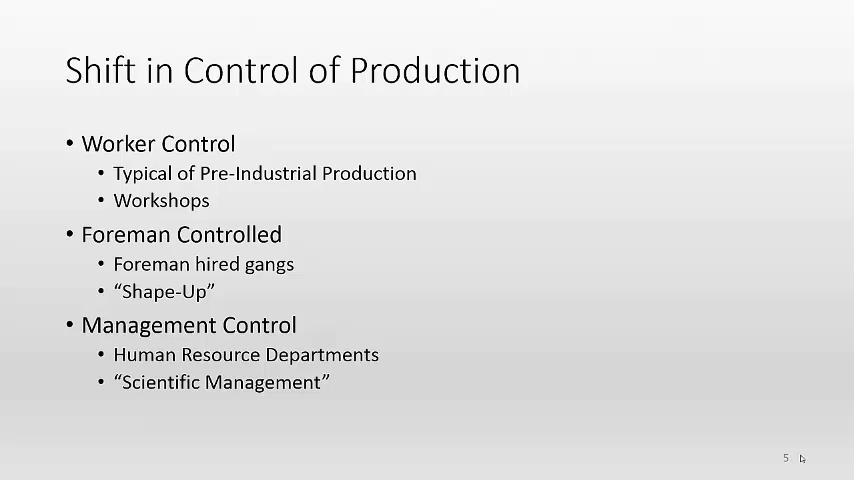 Shift in Control of Production
• Worker Control
• Typical of Pre-Industrial Production
• Workshops
• Foreman Controlled
• Foreman hired gangs
• “Shape-Up”
• Management Control
• Human Resource Departments
• “Scientific Management”
5